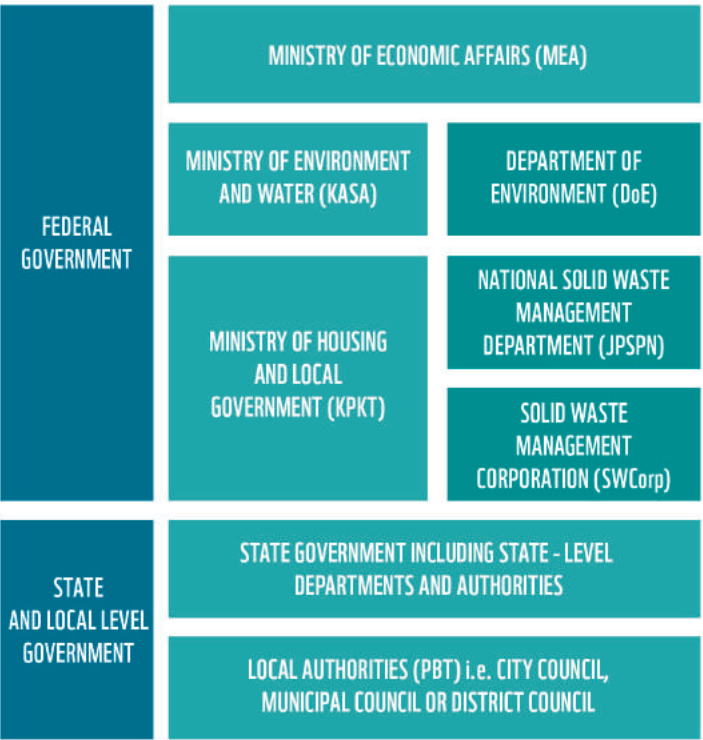 FEDERAL
GOVERNMENT
MINISTRY OF ECONOMIC AFFAIRS (MEA)
MINISTRY OF ENVIRONMENT
AND WATER (KASA)
DEPARTMENT OF
ENVIRONMENT (DoE)
MINISTRY OF HOUSING
AND LOCAL
GOVERNMENT (KPKT)
NATIONAL SOLID WASTE
MANAGEMENT
DEPARTMENT (JPSPN)
SOLID WASTE
MANAGEMENT
CORPORATION (SWCorp)
STATE
AND LOCAL LEVEL
GOVERNMENT
STATE GOVERNMENT INCLUDING STATE - LEVEL
DEPARTMENTS AND AUTHORITIES
LOCAL AUTHORITIES (PBT) i.e. CITY COUNCIL,
MUNICIPAL COUNCIL OR DISTRICT COUNCIL